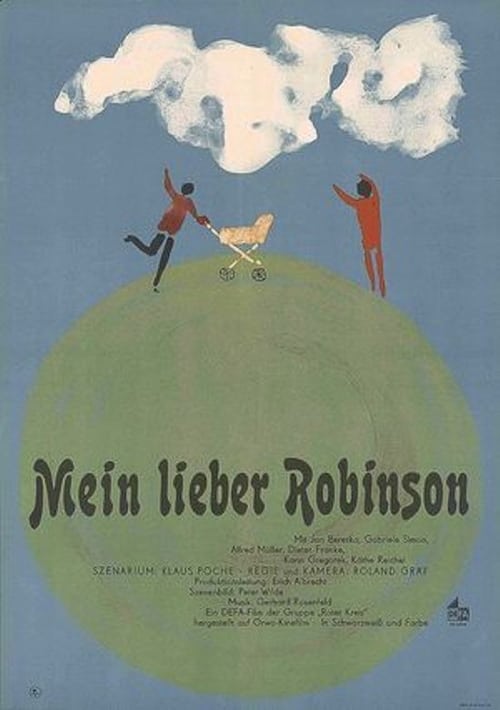 Mein lieber Robinson
Mit Jan Bereska, Gabriele Simon,
Alfred Müller, Dieter Franke,
Karin Gregorek, Käthe Reichel
SZENARIUM: KLAUS POCHE · REGIE und KAMERA: ROLAND GRÄF
Produktionsleitung: Erich Albrecht
Szenenbild: Peter Wilde
Musik: Gerhard Rosenfeld
Ein DEFA-Film der Gruppe „Roter Kreis“
hergestellt auf Orwo-Kinefilm · In Schwarzweiß und Farbe
DEFA